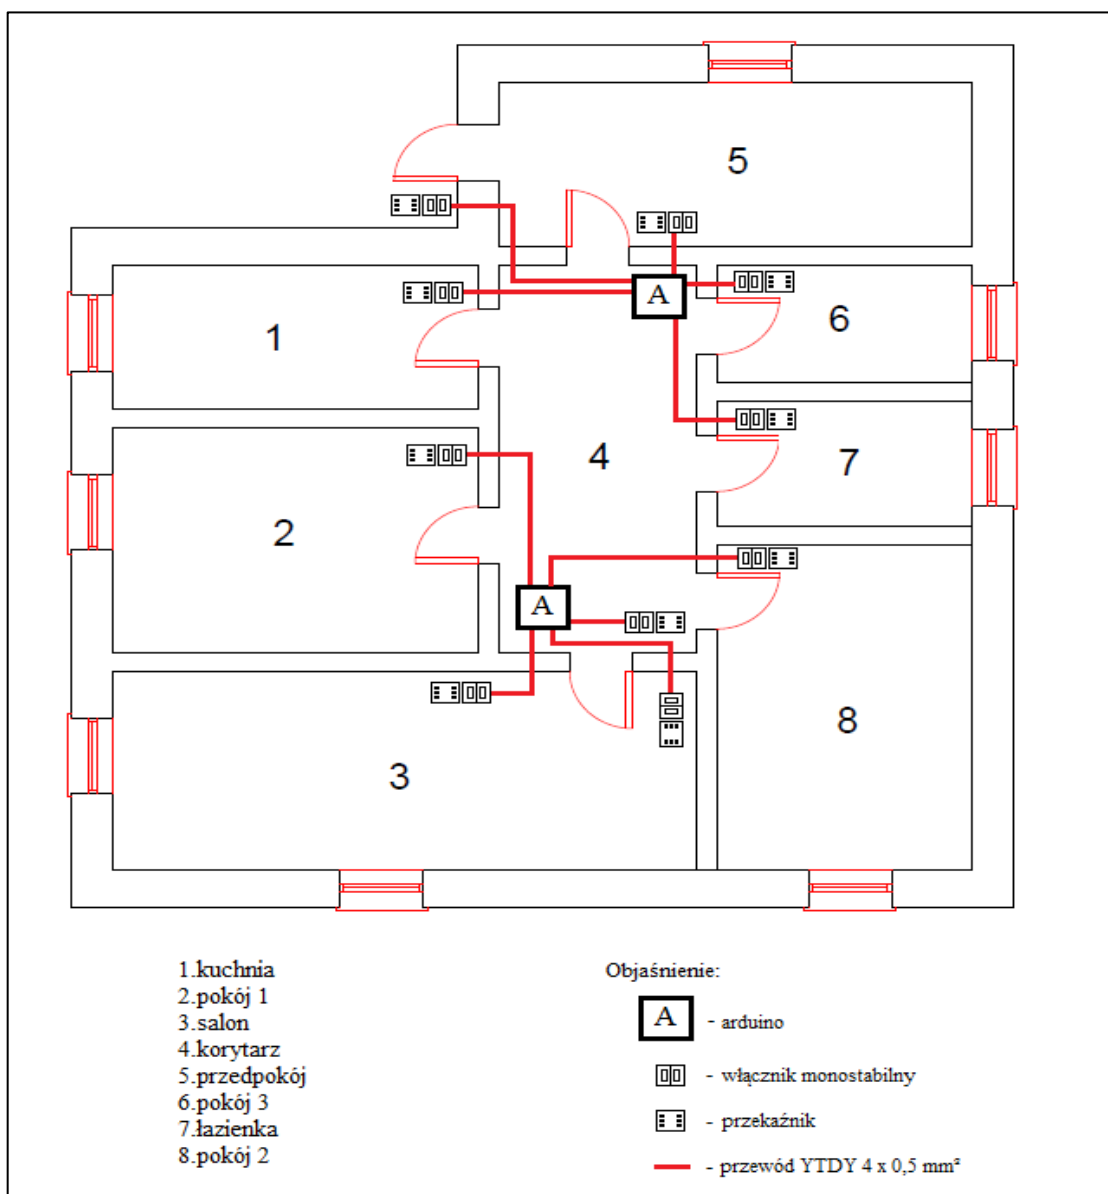 5
A
6
1
4
7
2
A
8
3
1.kuchnia
2.pokój 1
3.salon
4.korytarz
5.przedpokój
6.pokój 3
7.łazienka
8.pokój 2
Objaśnienie:
A - arduino
- włącznik monostabilny
- przekaźnik
- przewód YTDY 4 x 0,5 mm²